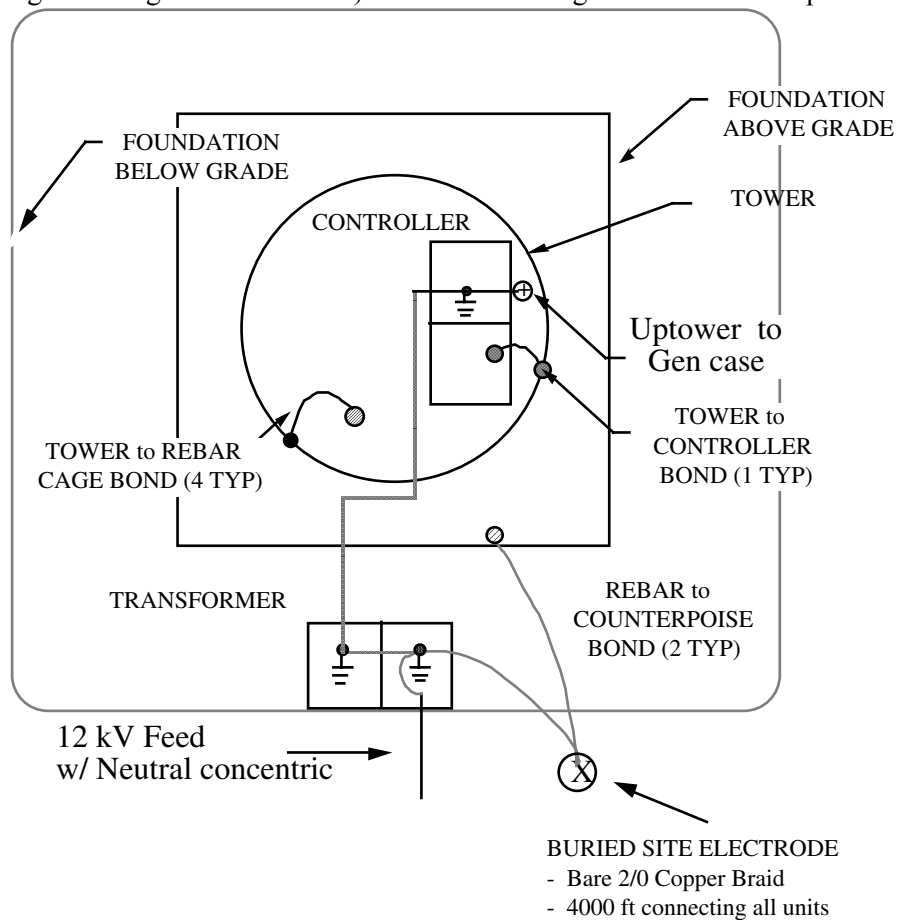 FOUNDATION
ABOVE GRADE
FOUNDATION
BELOW GRADE
TOWER
CONTROLLER
Uptower to
Gen case
TOWER to
CONTROLLER
BOND (1 TYP)
TOWER to REBAR
CAGE BOND (4 TYP)
REBAR to
COUNTERPOISE
BOND (2 TYP)
TRANSFORMER
12 kV Feed
w/ Neutral concentric
X
BURIED SITE ELECTRODE
- Bare 2/0 Copper Braid
- 4000 ft connecting all units